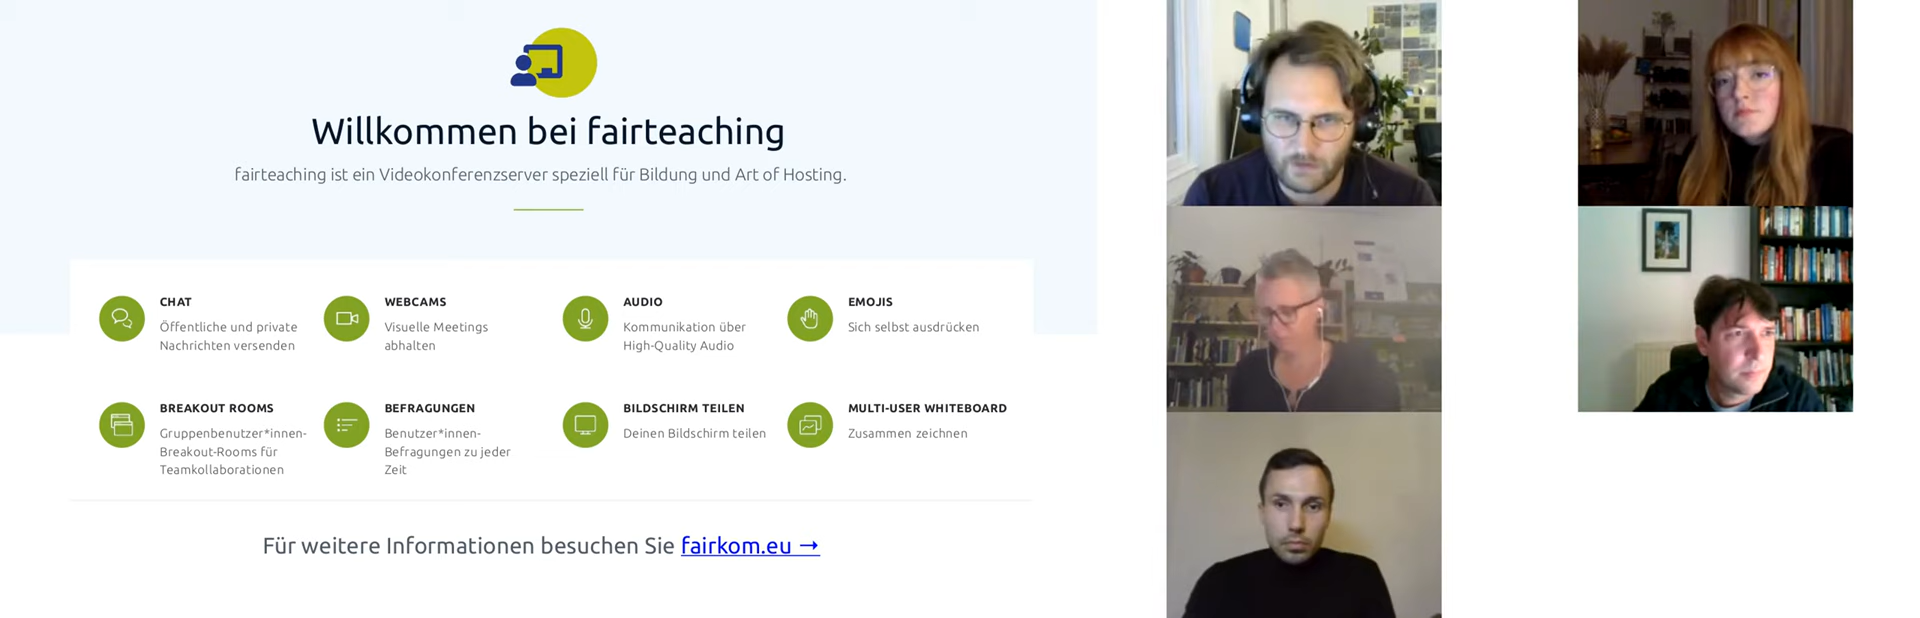 Willkommen bei fairteaching
fairteaching ist ein Videokonferenzserver speziell für Bildung und Art of Hosting.
CHAT
Öffentliche und private
Nachrichten versenden
WEBCAMS
Visuelle Meetings
abhalten
AUDIO
Kommunikation über
High-Quality Audio
EMOJIS
Sich selbst ausdrücken
BREAKOUT ROOMS
Gruppenbenutzer*innen-
Breakout-Rooms für
Teamkollaborationen
BEFRAGUNGEN
Benutzer*innen-
Befragungen zu jeder
Zeit
BILDSCHIRM TEILEN
Deinen Bildschirm teilen
MULTI-USER WHITEBOARD
Zusammen zeichnen
Für weitere Informationen besuchen Sie fairkom.eu →